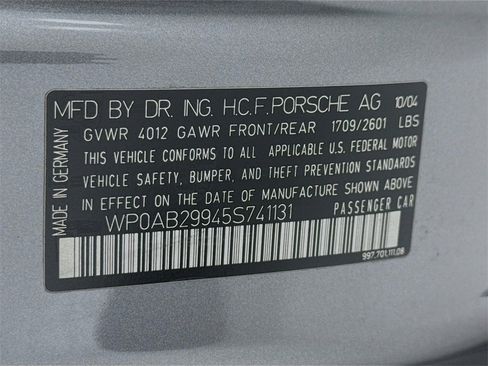 MFD BY DR. ING. H.C.F. PORSCHE AG 10/04
GVWR 4012 GAWR FRONT/REAR 1709/2601 LBS
THIS VEHICLE CONFORMS TO ALL APPLICABLE U.S. FEDERAL MOTOR
VEHICLE SAFETY, BUMPER, AND THEFT PREVENTION STANDARDS
IN EFFECT ON THE DATE OF MANUFACTURE SHOWN ABOVE
WP0AB29945S741131 PASSENGER CAR
997.701.111.08
MADE IN GERMANY